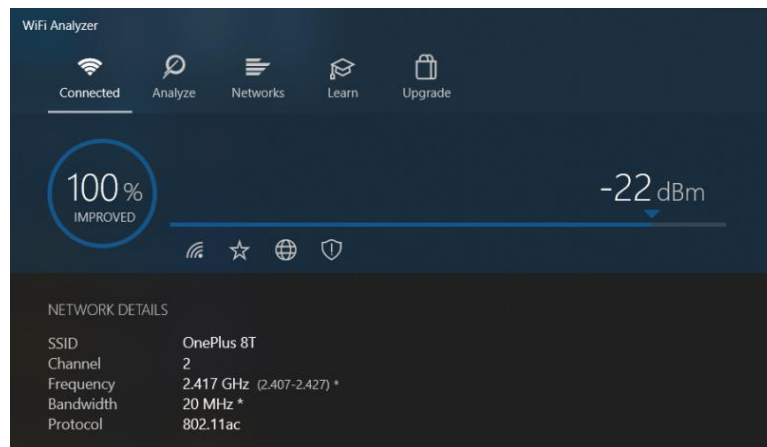 WiFi Analyzer
Connected Analyze Networks Learn Upgrade
100 %
IMPROVED
-22 dBm
NETWORK DETAILS
SSID OnePlus 8T
Channel 2
Frequency 2.417 GHz (2.407-2.427) *
Bandwidth 20 MHz *
Protocol 802.11ac